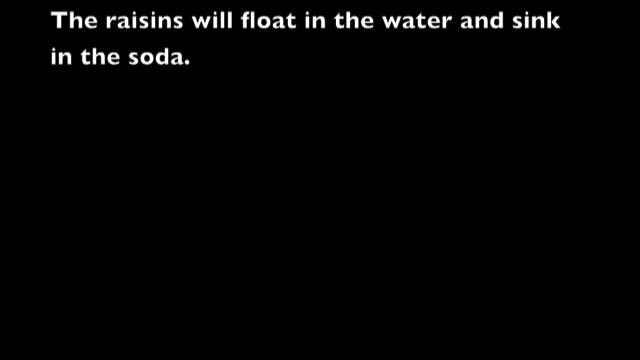 The raisins will float in the water and sink
in the soda.